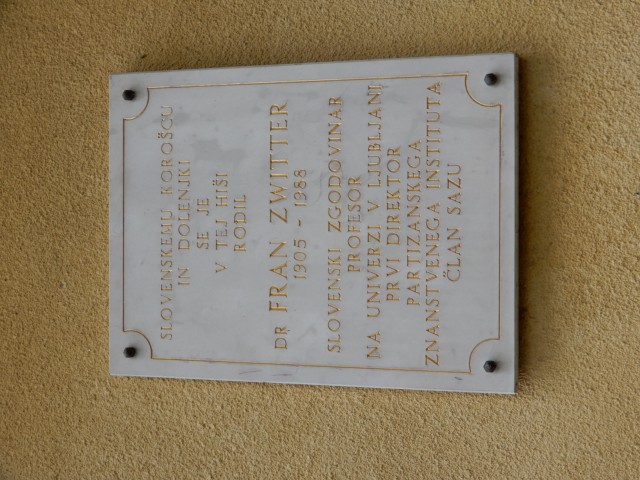 SLOVENSKEMU KOROŠCU
IN DOLENJKI
SE JE
V TEJ HIŠI
RODIL
DR FRAN ZWITTER
1905 - 1988
SLOVENSKI ZGODOVINAR
PROFESOR
NA UNIVERZI V LJUBLJANI
PRVI DIREKTOR
PARTIZANSKEGA
ZNANSTVENEGA INSTITUTA
ČLAN SAZU